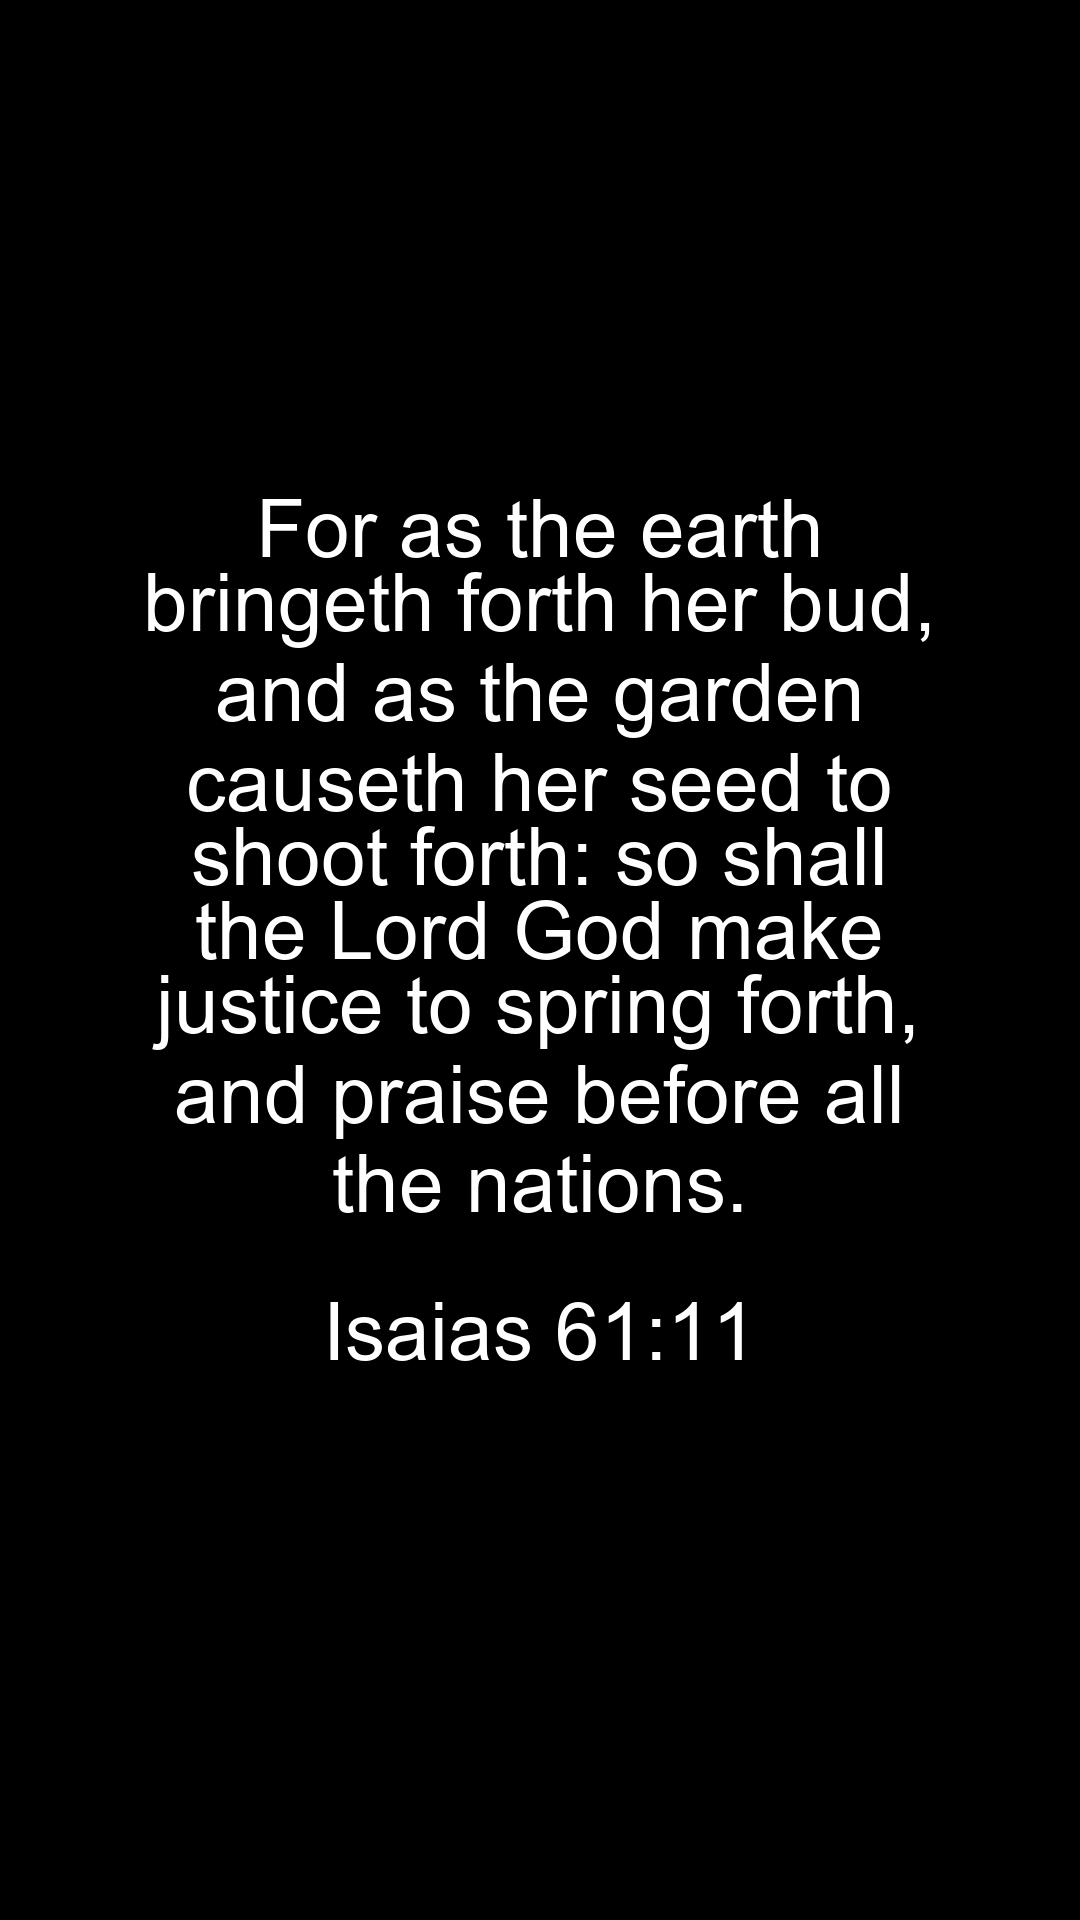 For as the earth
bringeth forth her bud,
and as the garden
causeth her seed to
shoot forth: so shall
the Lord God make
justice to spring forth,
and praise before all
the nations.
Isaias 61:11